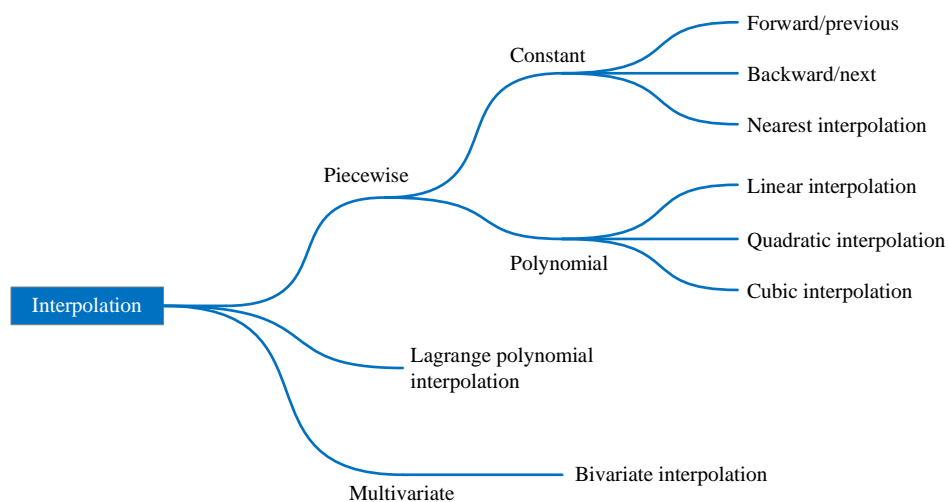 Forward/previous
Constant
Backward/next
Nearest interpolation
Piecewise
Linear interpolation
Quadratic interpolation
Polynomial
Cubic interpolation
Interpolation
Lagrange polynomial
interpolation
Bivariate interpolation
Multivariate